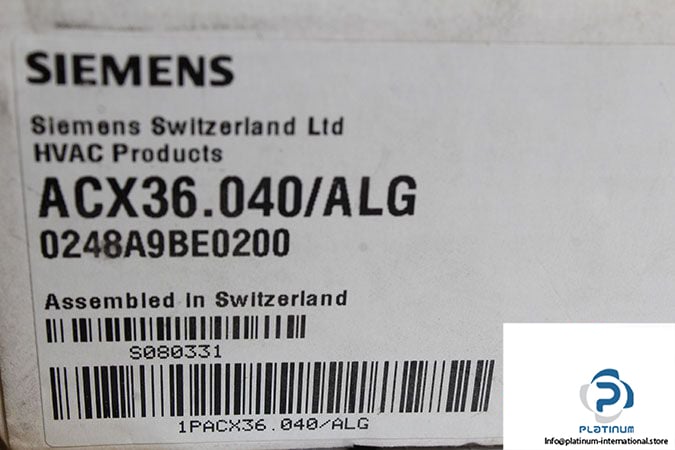 SIEMENS
Siemens Switzerland Ltd
HVAC Products
ACX36.040/ALG
0248A9BE0200
Assembled in Switzerland
S080331
1PACX36.040/ALG
PLATINUM
Info@platinum-international.store